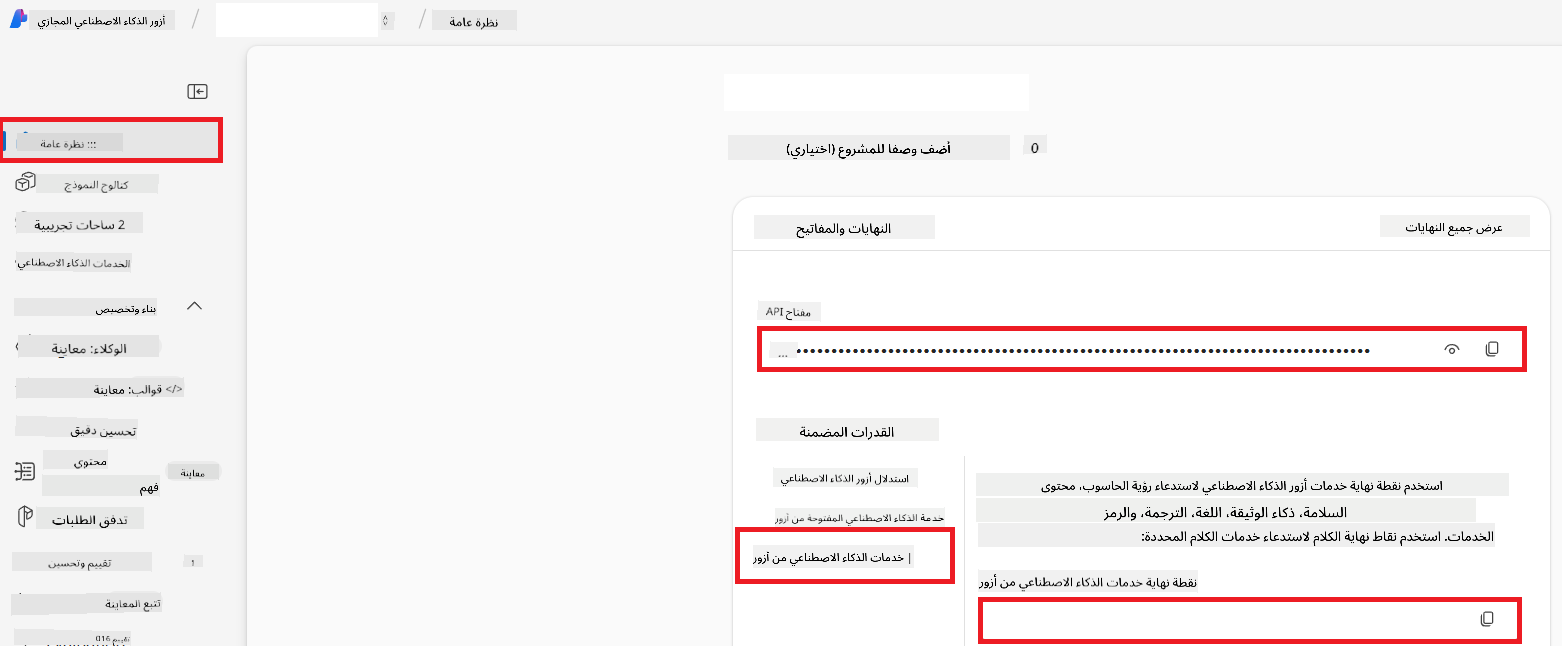 أزور الذكاء الاصطناعي المجازي / / نظرة عامة
::: نظرة عامة
كتالوج النموذج
2 ساحات تجريبية
الخدمات الذكاء الاصطناعي
بناء وتخصيص
الوكلاء: معاينة
</> قوالب: معاينة
تحسين دقيق
محتوى
فهم
معاينة
تدفق الطلبات
تقييم وتحسين
تتبع المعاينة
أضف وصفا للمشروع (اختياري)
0
النهايات والمفاتيح
عرض جميع النهايات
مفتاح API
... ••••••••••••••••••••••••••••••••••••••••••••••••••••••••••••••••••••••••••••••••
القدرات المضمنة
استدلال أزور الذكاء الاصطناعي
خدمة الذكاء الاصطناعي المفتوحة من أزور
| خدمات الذكاء الاصطناعي من أزور
استخدم نقطة نهاية خدمات أزور الذكاء الاصطناعي لاستدعاء رؤية الحاسوب، محتوى
السلامة، ذكاء الوثيقة، اللغة، الترجمة، والرمز
الخدمات. استخدم نقاط نهاية الكلام لاستدعاء خدمات الكلام المحددة:
نقطة نهاية خدمات الذكاء الاصطناعي من أزور